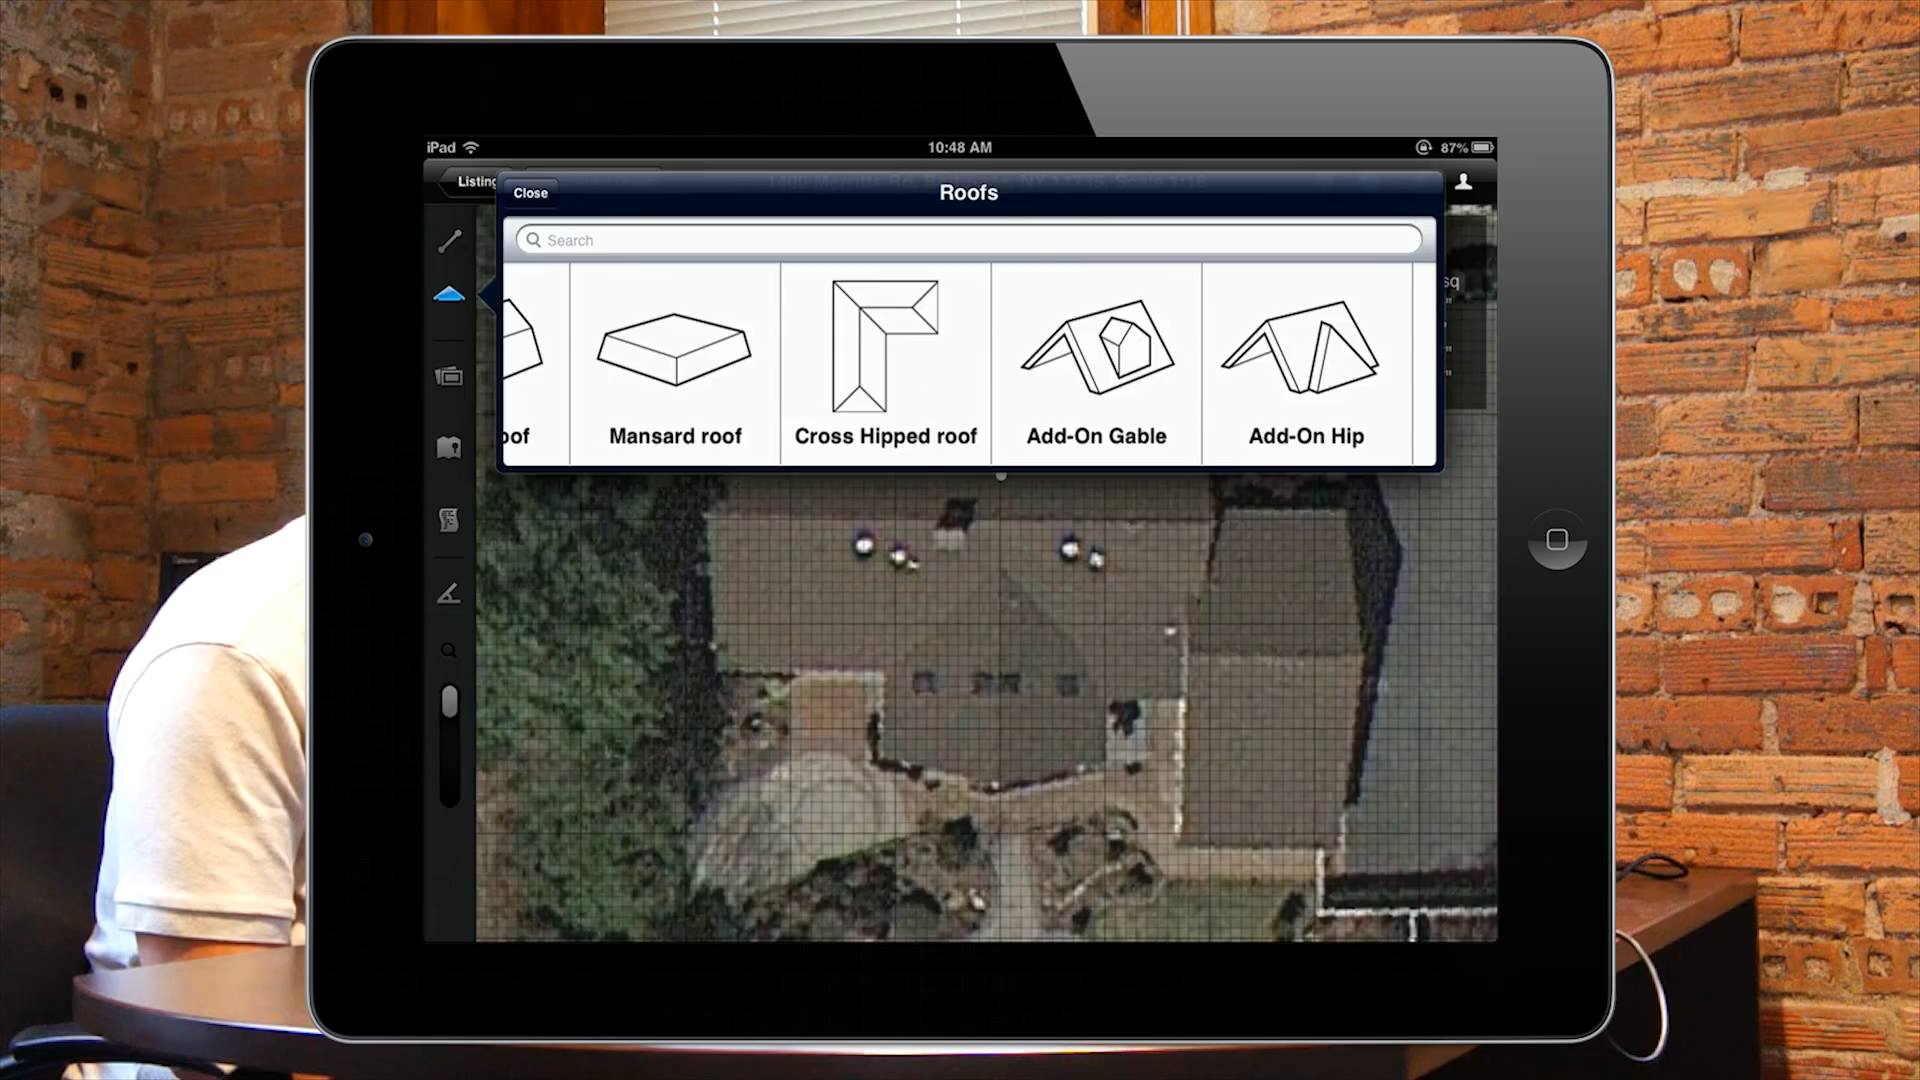 iPad
10:48 AM
87%
Listing
Close
Roofs
Search
oof
Mansard roof
Cross Hipped roof
Add-On Gable
Add-On Hip
sq